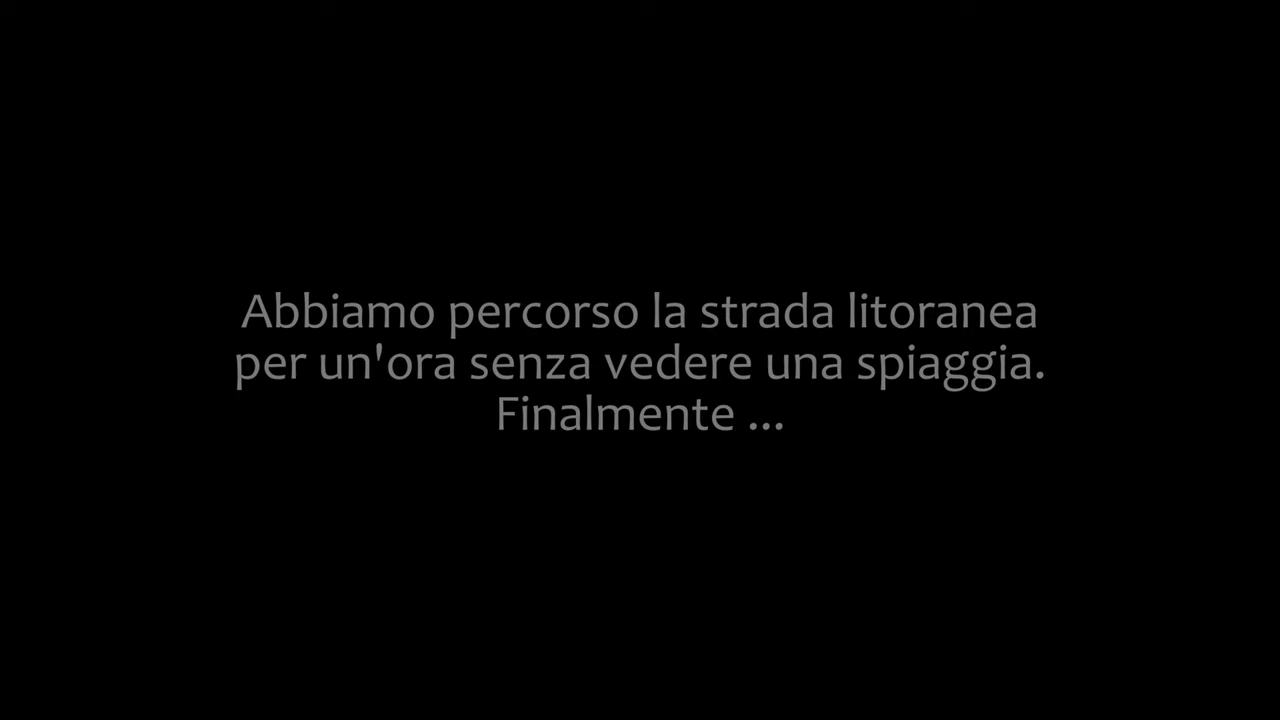 Abbiamo percorso la strada litoranea
per un'ora senza vedere una spiaggia.
Finalmente ...